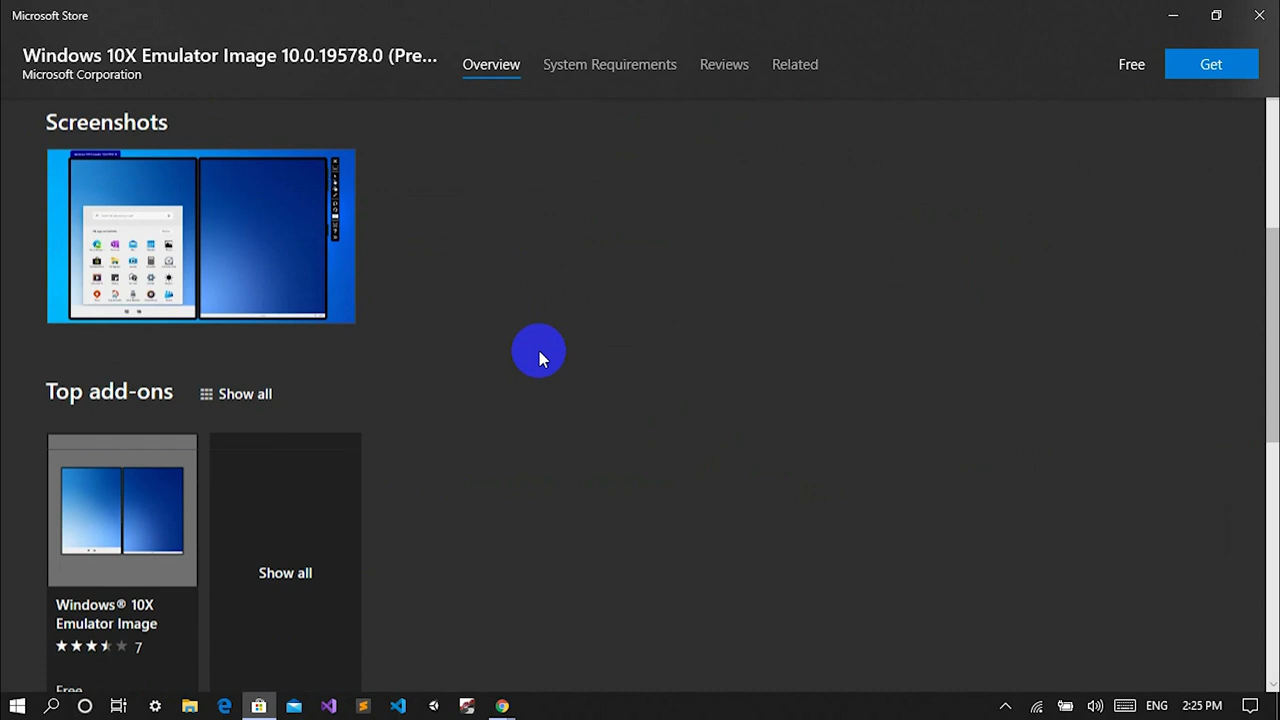 Microsoft Store
Windows 10X Emulator Image 10.0.19578.0 (Pre...
Microsoft Corporation
Overview
System Requirements
Reviews
Related
Free
Get
Screenshots
Top add-ons
Show all
Windows® 10X
Emulator Image
7
Free
Show all
ENG
2:25 PM